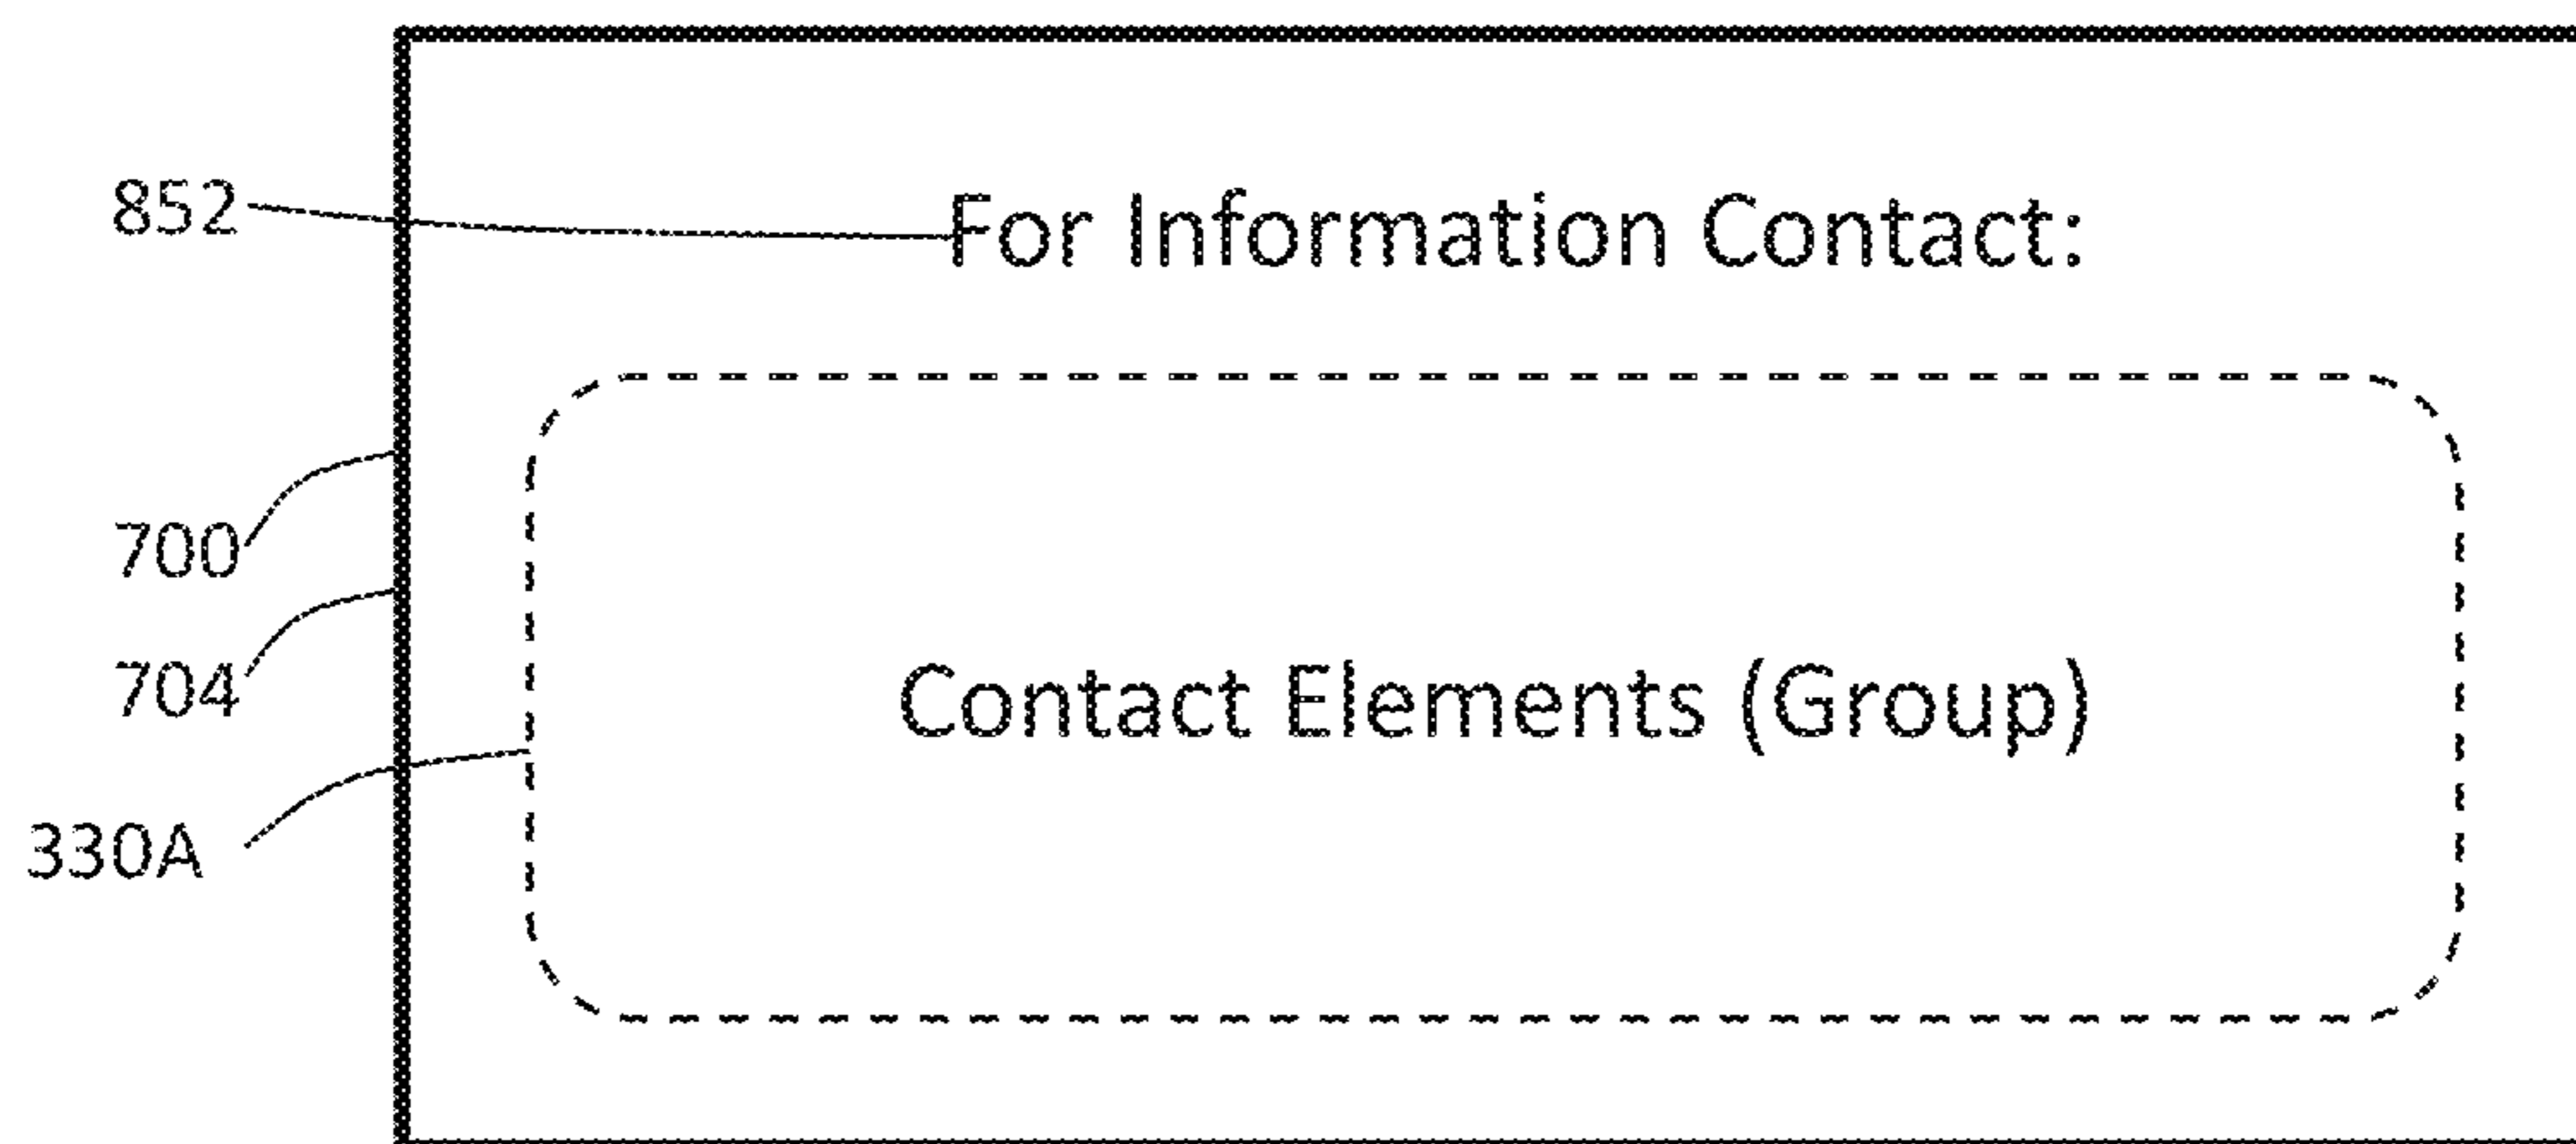 852
For Information Contact:
700
704
Contact Elements (Group)
330A